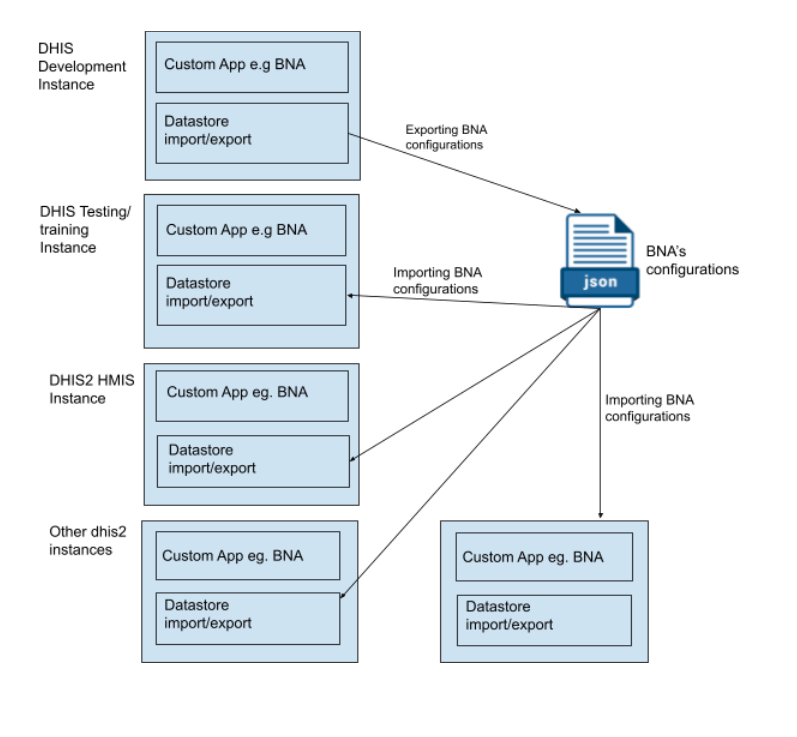 DHIS
Development
Instance
Custom App e.g BNA
Datastore
import/export
Exporting BNA
configurations
DHIS Testing/
training
Instance
Custom App e.g BNA
Datastore
import/export
Importing BNA
configurations
json
BNA's
configurations
DHIS2 HMIS
Instance
Custom App eg. BNA
Datastore
import/export
Importing BNA
configurations
Other dhis2
instances
Custom App eg. BNA
Datastore
import/export
Custom App eg. BNA
Datastore
import/export